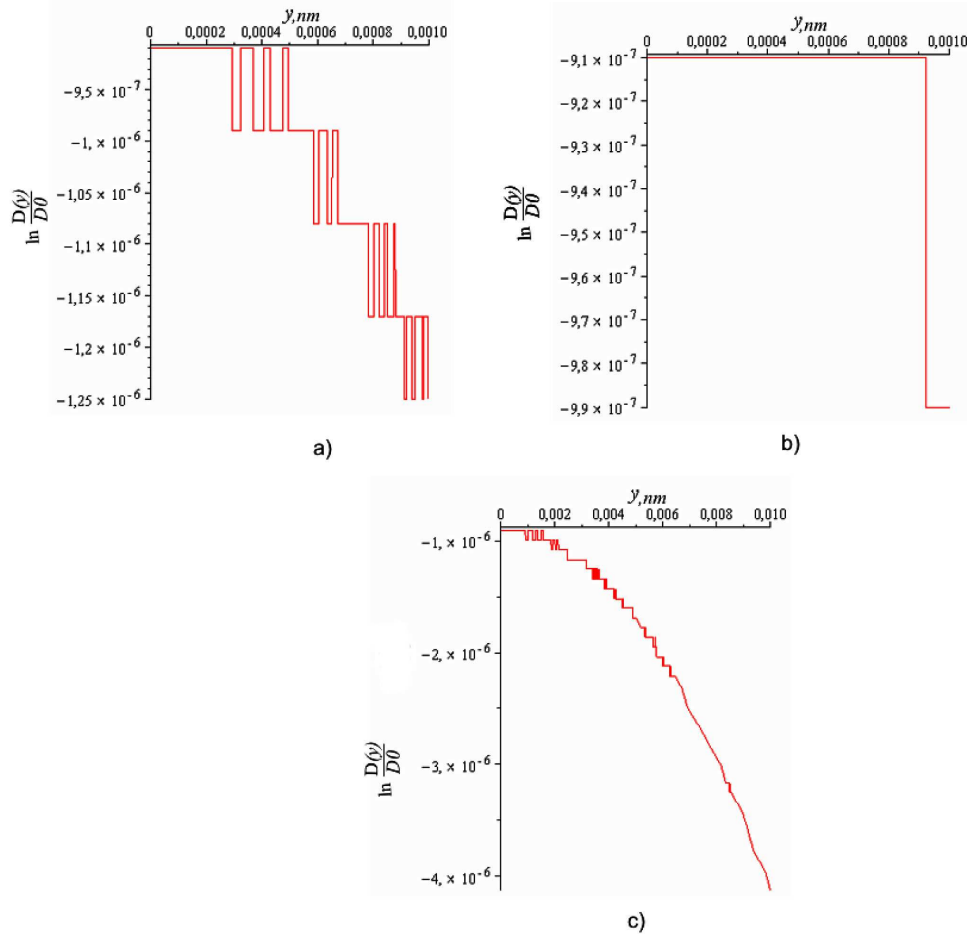 y,nm
0 0,0002 0,0004 0,0006 0,0008 0,0010
−9,5 × 10⁻⁷
−1, × 10⁻⁶
−1,05 × 10⁻⁶
−1,1 × 10⁻⁶
−1,15 × 10⁻⁶
−1,2 × 10⁻⁶
−1,25 × 10⁻⁶
ln D(y)/D0
a)
y,nm
0 0,0002 0,0004 0,0006 0,0008 0,0010
−9,1 × 10⁻⁷
−9,2 × 10⁻⁷
−9,3 × 10⁻⁷
−9,4 × 10⁻⁷
−9,5 × 10⁻⁷
−9,6 × 10⁻⁷
−9,7 × 10⁻⁷
−9,8 × 10⁻⁷
−9,9 × 10⁻⁷
ln D(y)/D0
b)
y,nm
0 0,002 0,004 0,006 0,008 0,010
−1, × 10⁻⁶
−2, × 10⁻⁶
−3, × 10⁻⁶
−4, × 10⁻⁶
ln D(y)/D0
c)